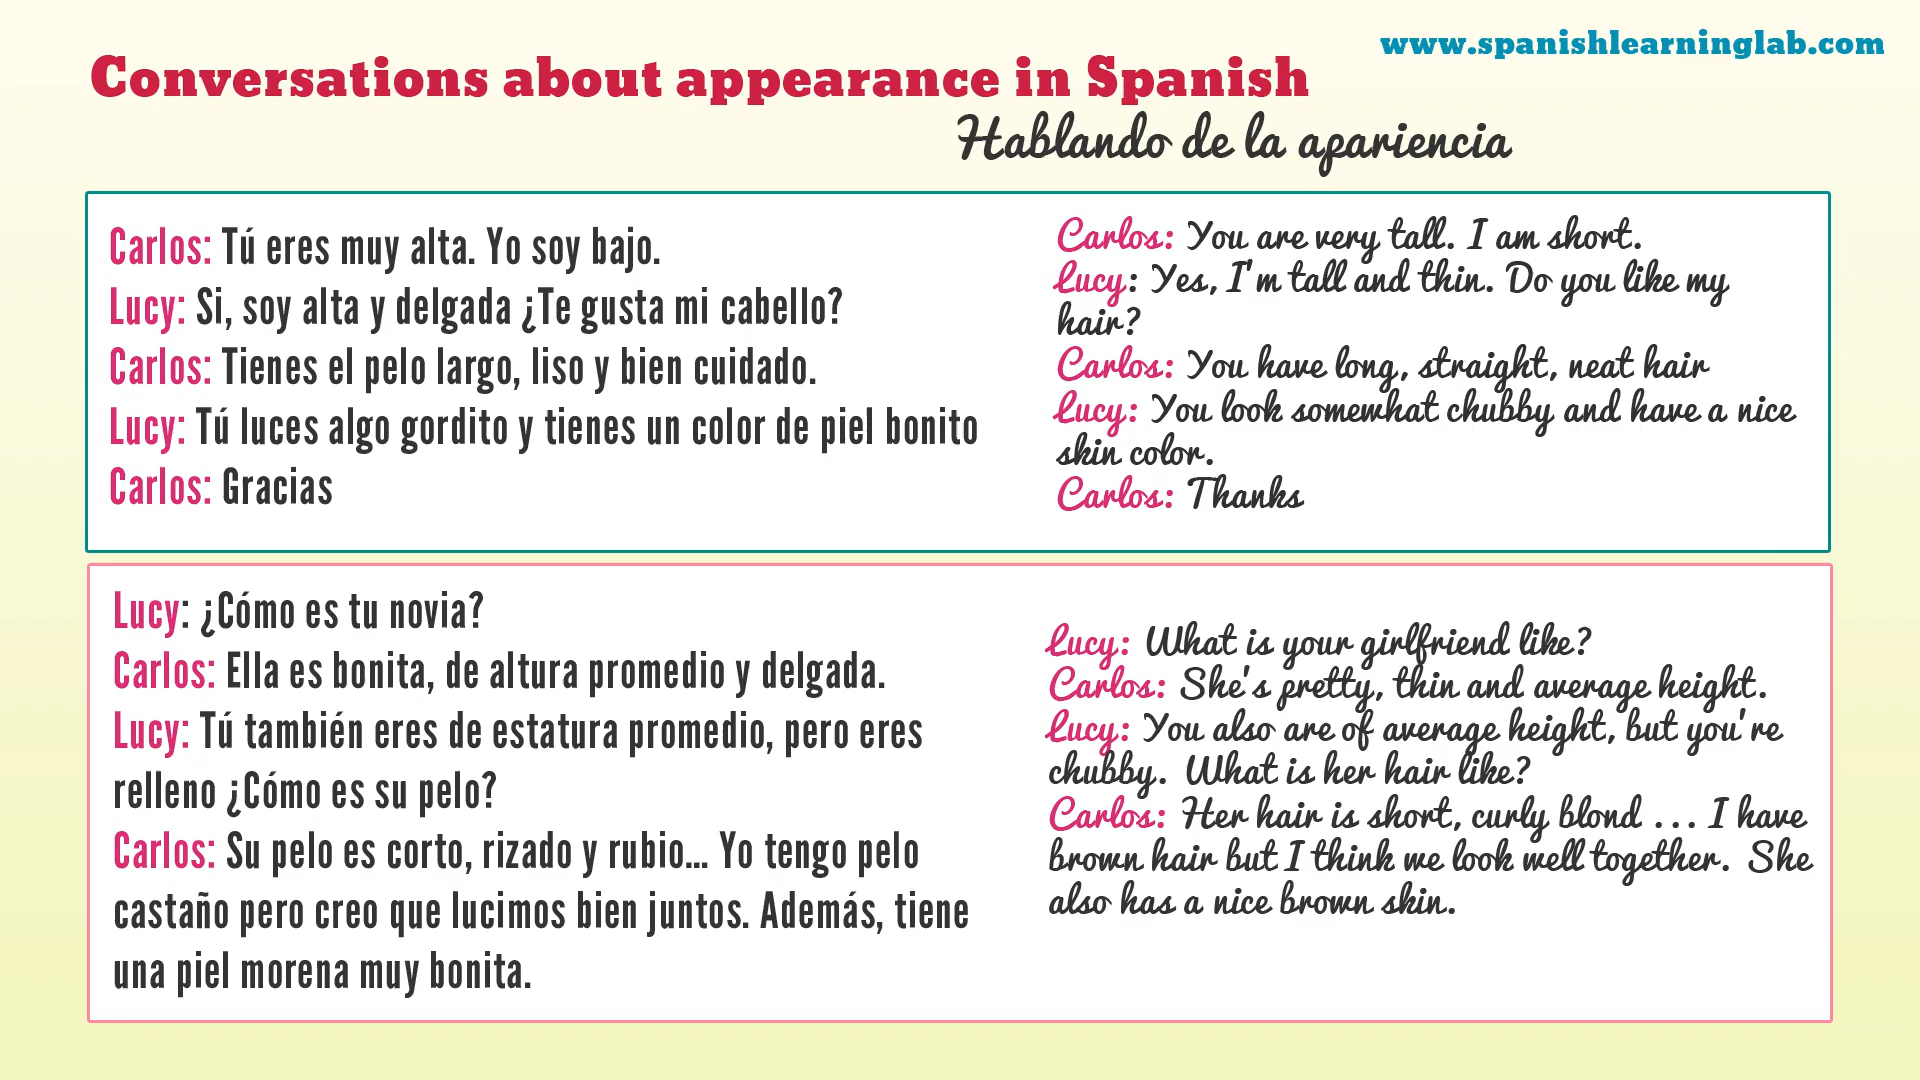 www.spanishlearninglab.com
Conversations about appearance in Spanish
Hablando de la apariencia
Carlos: Tú eres muy alta. Yo soy bajo.
Lucy: Si, soy alta y delgada ¿Te gusta mi cabello?
Carlos: Tienes el pelo largo, liso y bien cuidado.
Lucy: Tú luces algo gordito y tienes un color de piel bonito
Carlos: Gracias
Carlos: You are very tall. I am short.
Lucy: Yes, I'm tall and thin. Do you like my
hair?
Carlos: You have long, straight, neat hair
Lucy: You look somewhat chubby and have a nice
skin color.
Carlos: Thanks
Lucy: ¿Cómo es tu novia?
Carlos: Ella es bonita, de altura promedio y delgada.
Lucy: Tú también eres de estatura promedio, pero eres
relleno ¿Cómo es su pelo?
Carlos: Su pelo es corto, rizado y rubio... Yo tengo pelo
castaño pero creo que lucimos bien juntos. Además, tiene
una piel morena muy bonita.
Lucy: What is your girlfriend like?
Carlos: She's pretty, thin and average height.
Lucy: You also are of average height, but you're
chubby. What is her hair like?
Carlos: Her hair is short, curly blond ... I have
brown hair but I think we look well together. She
also has a nice brown skin.